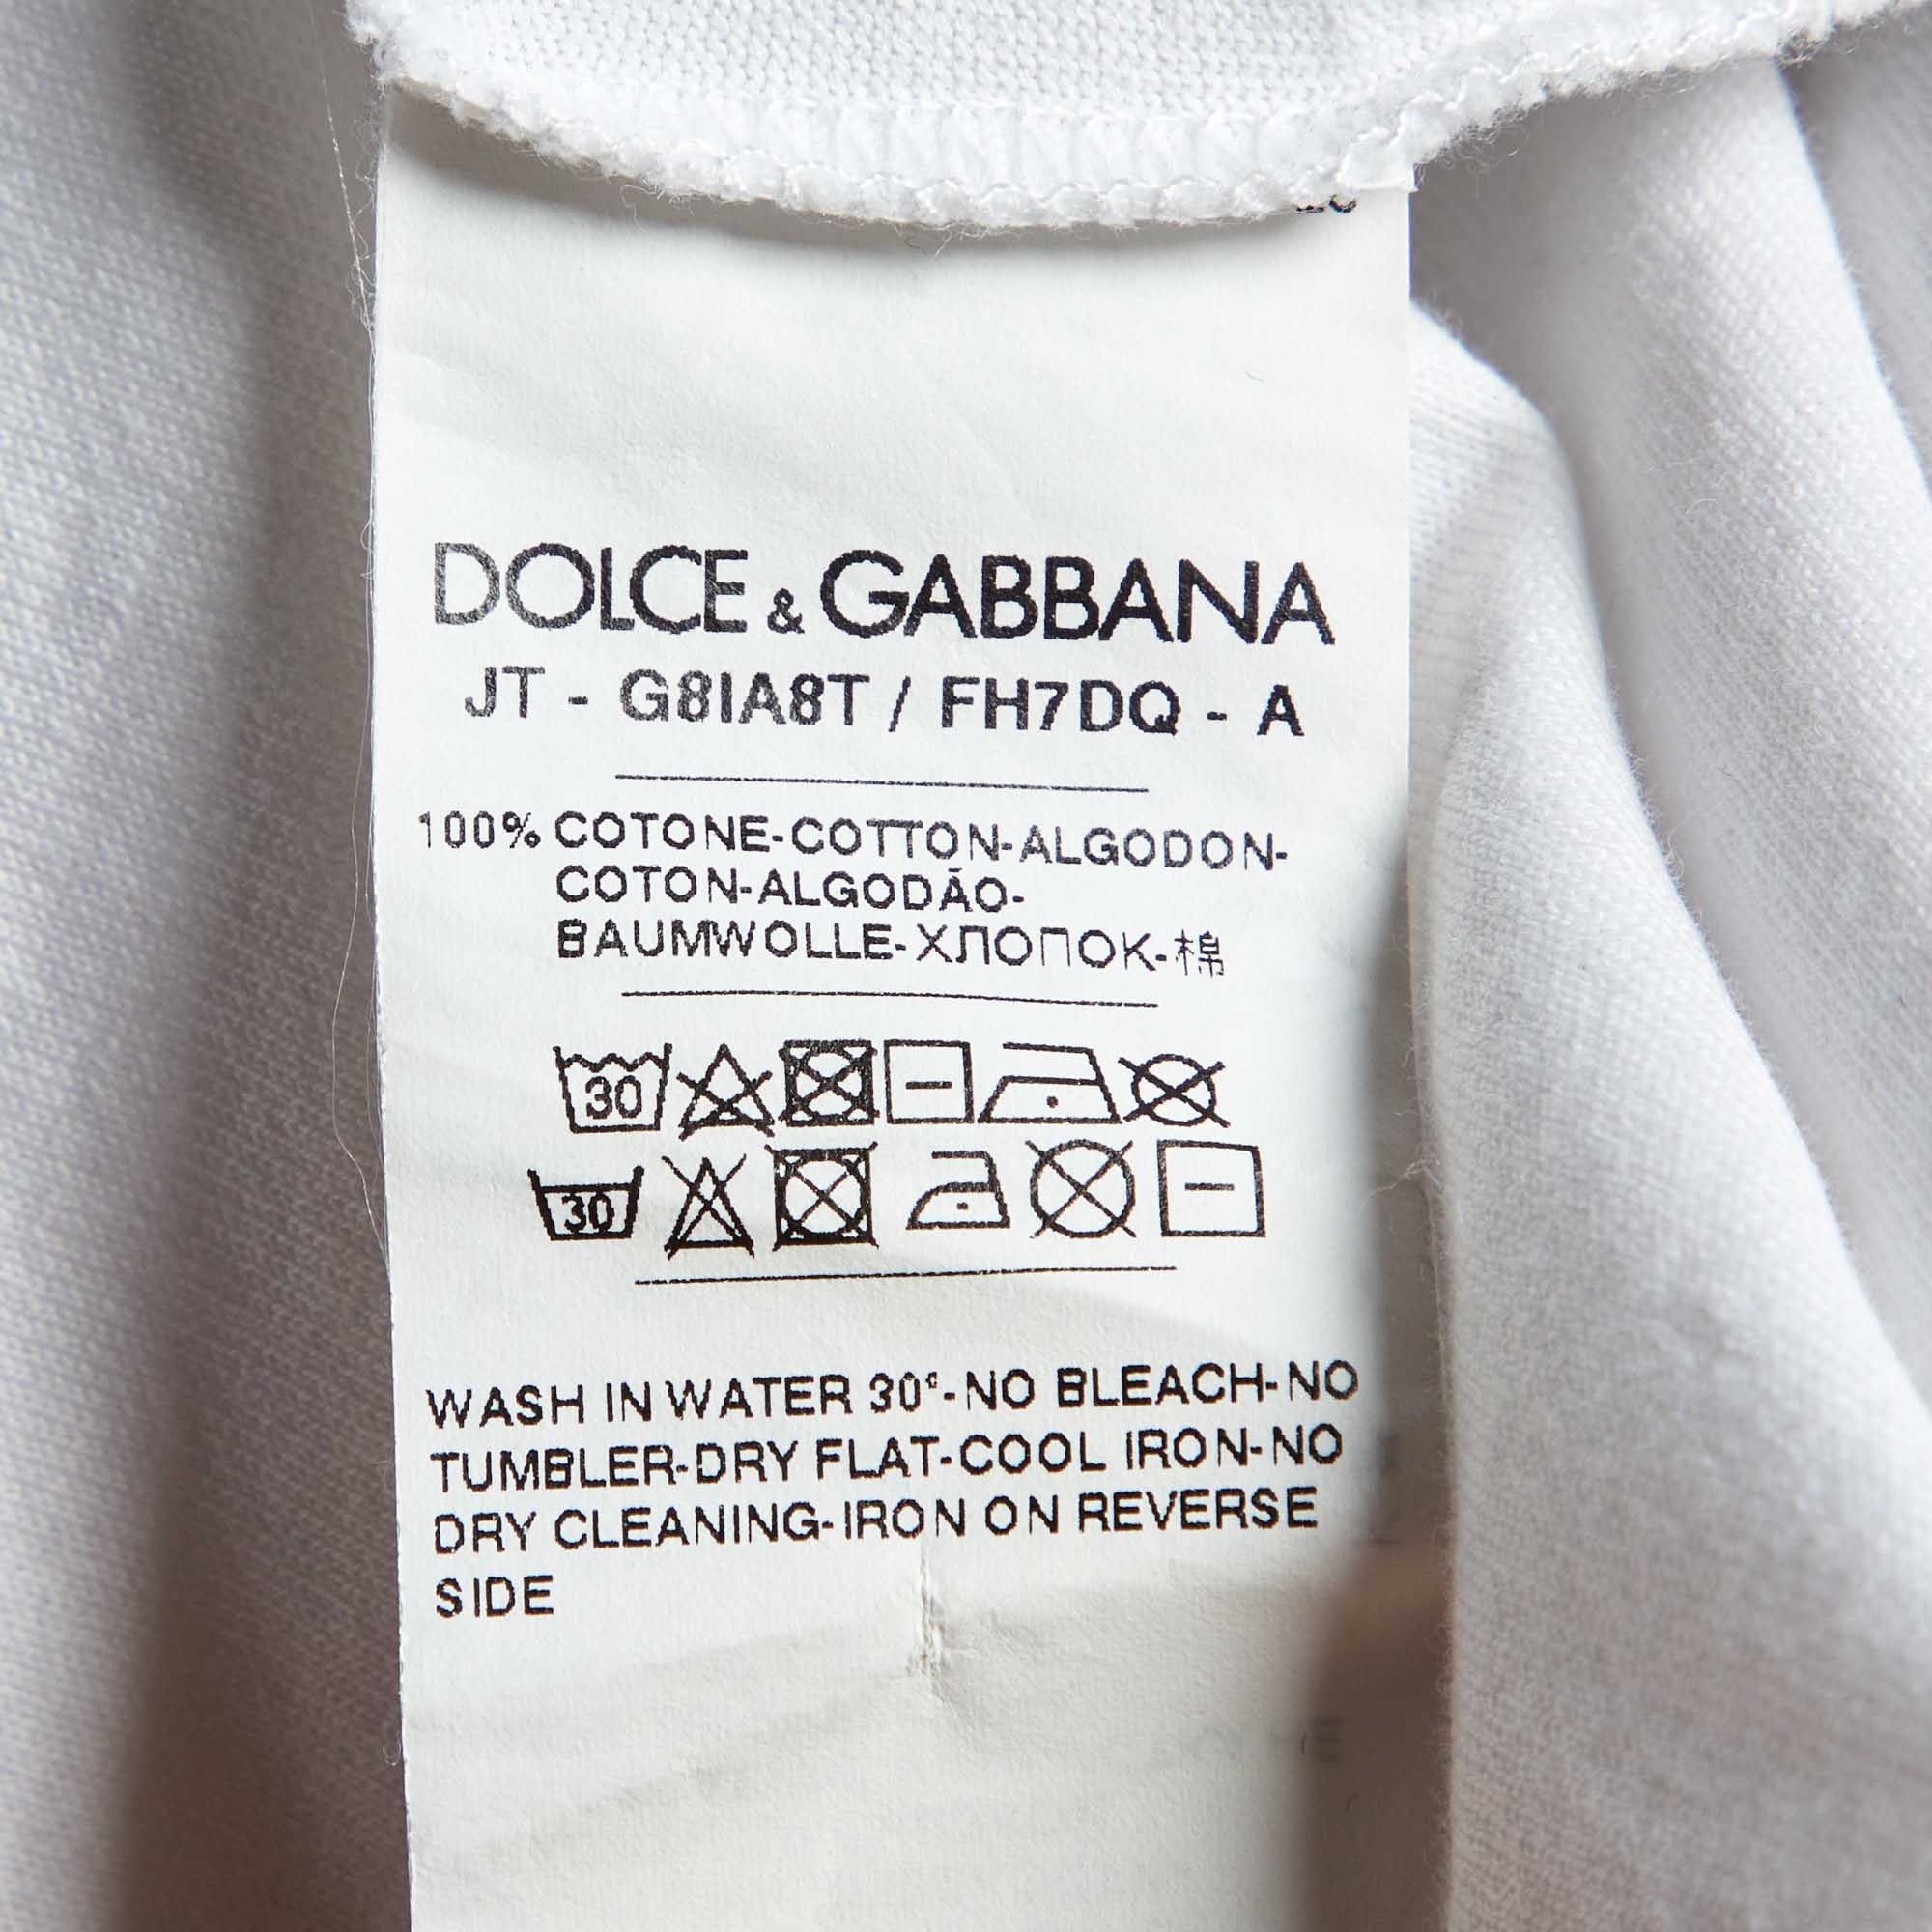 DOLCE & GABBANA
JT - G8IA8T / FH7DQ - A
100% COTONE-COTTON-ALGODON-
COTON-ALGODÃO-
BAUMWOLLE-ХЛОПОК-棉
30
30
WASH IN WATER 30°-NO BLEACH-NO
TUMBLER-DRY FLAT-COOL IRON-NO
DRY CLEANING-IRON ON REVERSE
SIDE